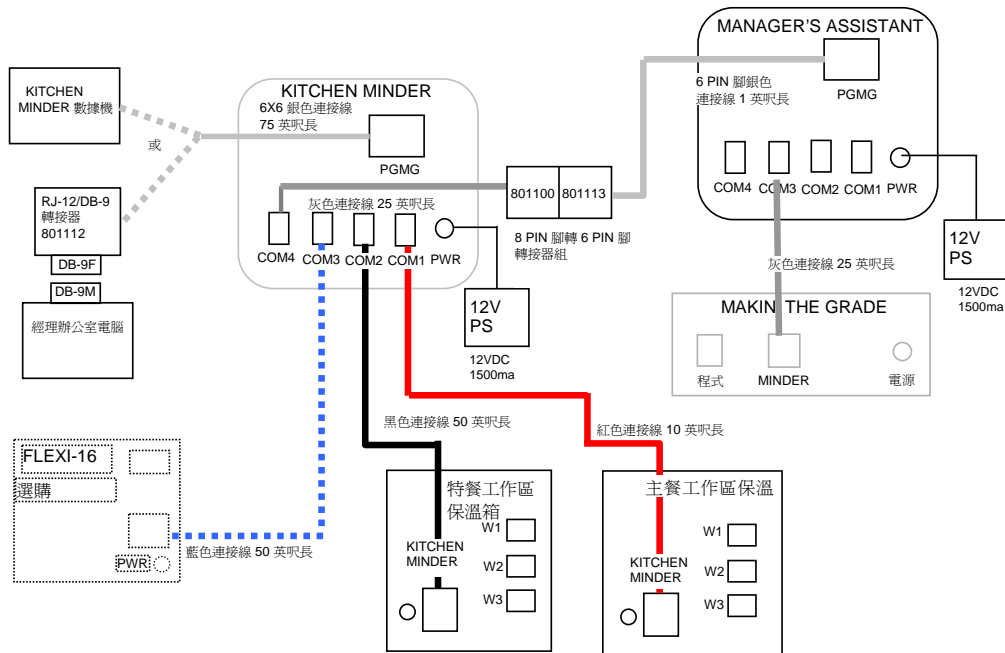 MANAGER'S ASSISTANT
6 PIN 腳銀色
連接線 1 英呎長
PGMG
COM4
COM3
COM2
COM1
PWR
KITCHEN
MINDER 數據機
或
KITCHEN MINDER
6X6 銀色連接線
75 英呎長
PGMG
灰色連接線 25 英呎長
COM4
COM3
COM2
COM1
PWR
801100
801113
8 PIN 腳轉 6 PIN 腳
轉接器組
RJ-12/DB-9
轉接器
801112
DB-9F
DB-9M
經理辦公室電腦
12V
PS
12VDC
1500ma
12V
PS
12VDC
1500ma
灰色連接線 25 英呎長
MAKIN THE GRADE
程式
MINDER
電源
黑色連接線 50 英呎長
紅色連接線 10 英呎長
FLEXI-16
選購
PWR
藍色連接線 50 英呎長
特餐工作區
保溫箱
W1
W2
W3
KITCHEN
MINDER
主餐工作區保溫
W1
W2
W3
KITCHEN
MINDER